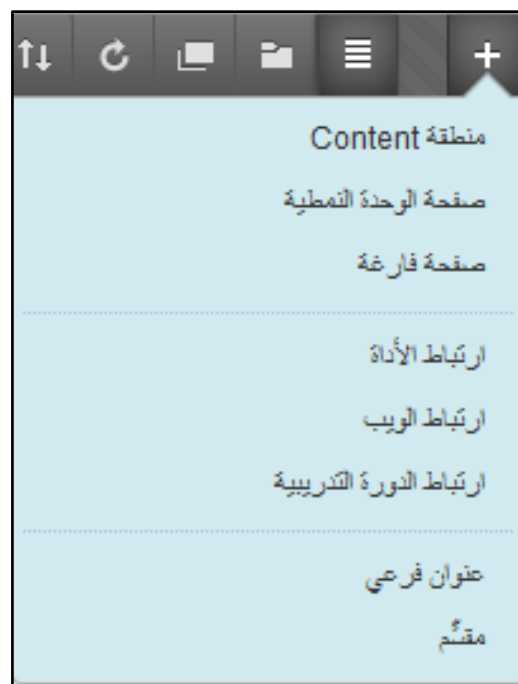 منطقة Content
صفحة الوحدة النمطية
صفحة فارغة
ارتباط الأداة
ارتباط الويب
ارتباط الدورة التدريبية
عنوان فرعي
مقسِّم